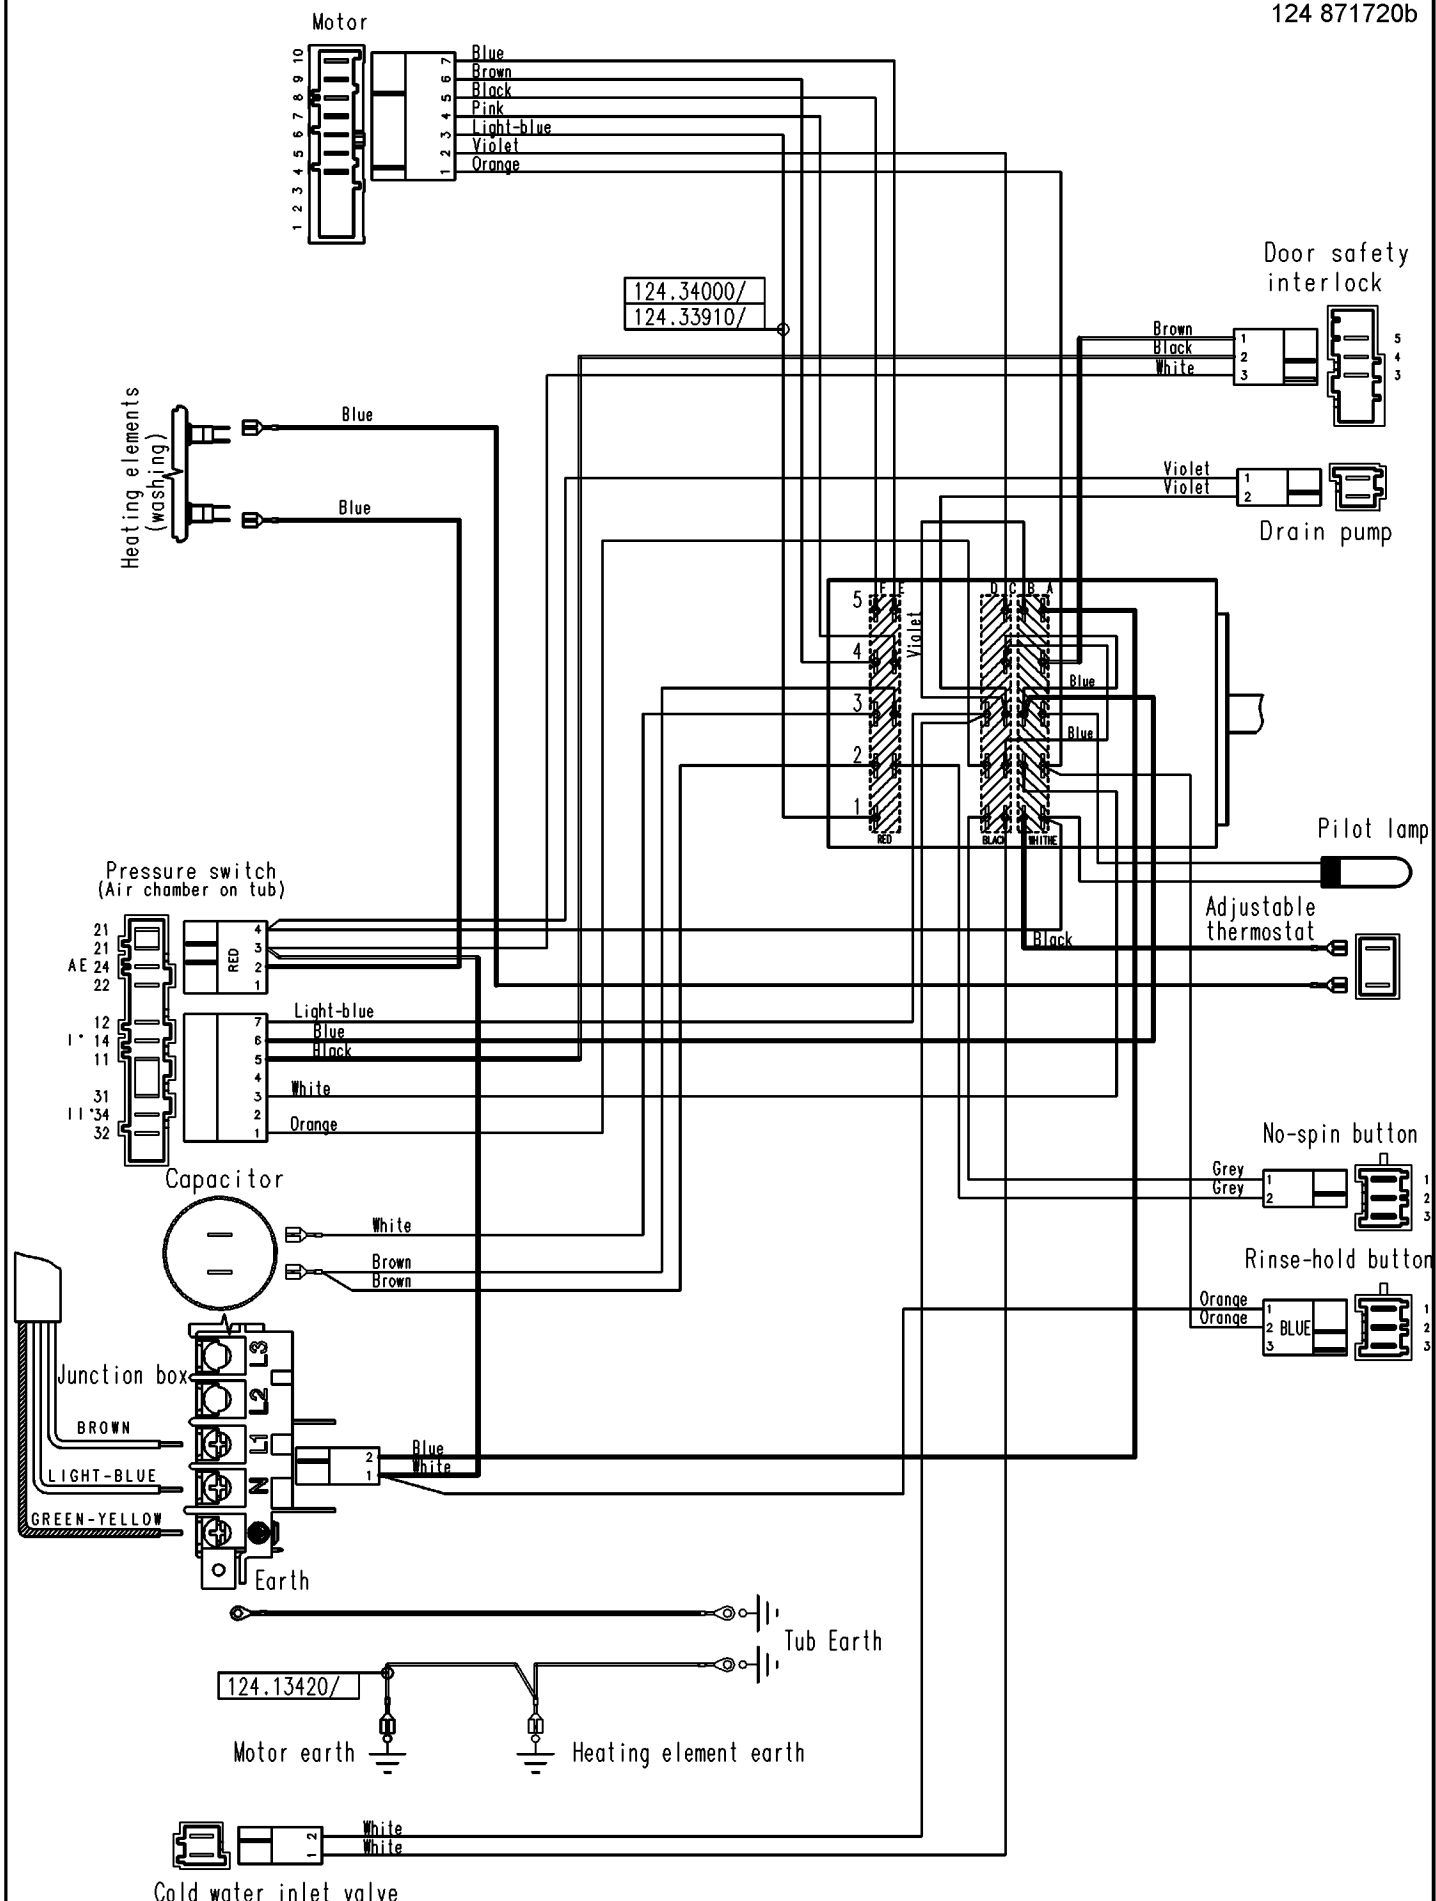 124 871720b
Motor
10
9
8
7
6
5
4
3
2
1
7
6
5
4
3
2
1
Blue
Brown
Black
Pink
Light-blue
Violet
Orange
Door safety
interlock
124.34000/
124.33910/
Brown
Black
White
1
2
3
5
4
3
Heating elements
(washing)
Blue
Blue
Violet
Violet
1
2
Drain pump
F E D C B A
5
4
3
2
1
Violet
Blue
Blue
RED
BLACK
WHITHE
Pilot lamp
Pressure switch
(Air chamber on tub)
21
21
AE 24
22
12
I° 14
11
31
II°34
32
RED
4
3
2
1
7
6
5
4
3
2
1
Light-blue
Blue
Black
White
Orange
Adjustable
thermostat
Black
No-spin button
Grey
Grey
1
2
1
2
3
Capacitor
White
Brown
Brown
Rinse-hold button
Orange
Orange
1
2
3
BLUE
1
2
3
Junction box
L3
L2
L1
N
BROWN
LIGHT-BLUE
GREEN-YELLOW
2
1
Blue
White
Earth
Tub Earth
124.13420/
Motor earth
Heating element earth
2
1
White
White
Cold water inlet valve